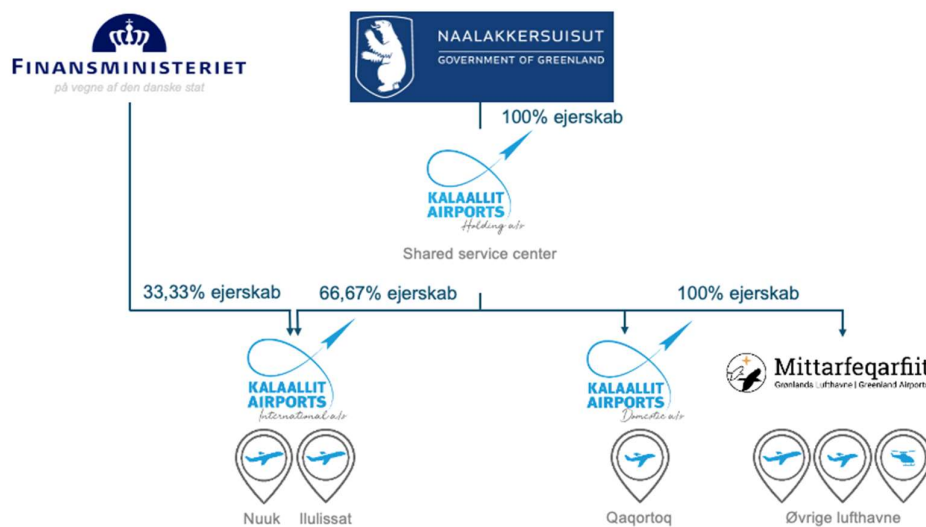 FINANSMINISTERIET
på vegne af den danske stat
NAALAKKERSUISUT
GOVERNMENT OF GREENLAND
100% ejerskab
KALAALLIT
AIRPORTS
Holding a/s
Shared service center
33,33% ejerskab
66,67% ejerskab
100% ejerskab
KALAALLIT
AIRPORTS
International a/s
KALAALLIT
AIRPORTS
Domestic a/s
Mittarfeqarfiit
Grønlands Lufthavne | Greenland Airports
Nuuk
Ilulissat
Qaqortoq
Øvrige lufthavne